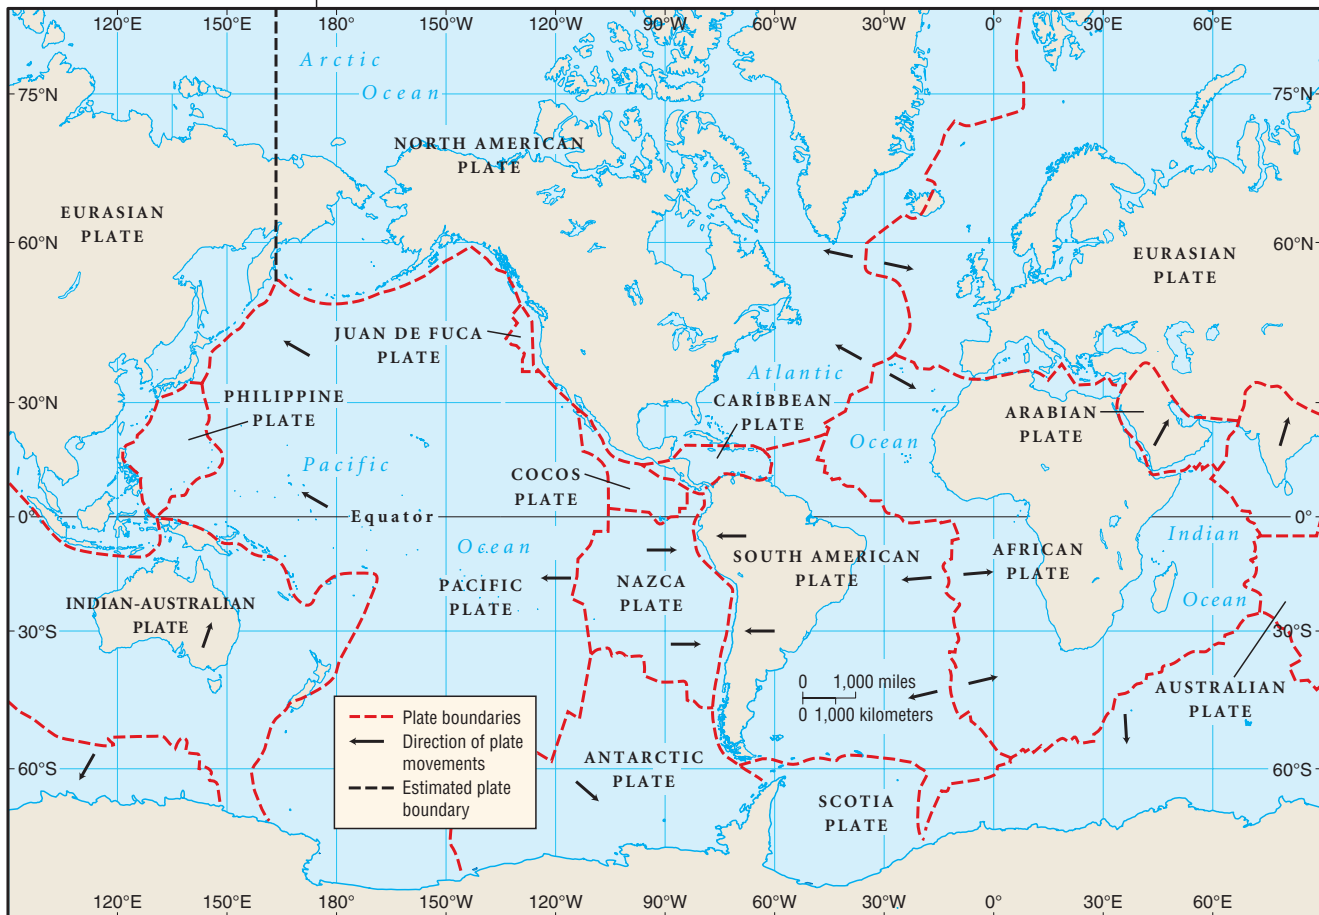 120°E 150°E 180° 150°W 120°W 90°W 60°W 30°W 0° 30°E 60°E
Arctic
Ocean
75°N 75°N
NORTH AMERICAN
PLATE
EURASIAN
PLATE
60°N 60°N
EURASIAN
PLATE
JUAN DE FUCA
PLATE
Atlantic
Ocean
PHILIPPINE
PLATE
CARIBBEAN
PLATE
ARABIAN
PLATE
30°N 30°N
Pacific
Ocean
COCOS
PLATE
0° Equator 0°
Indian
Ocean
PACIFIC
PLATE
NAZCA
PLATE
SOUTH AMERICAN
PLATE
AFRICAN
PLATE
INDIAN-AUSTRALIAN
PLATE
30°S 30°S
AUSTRALIAN
PLATE
0 1,000 miles
0 1,000 kilometers
Plate boundaries
Direction of plate
movements
Estimated plate
boundary
ANTARCTIC
PLATE
60°S 60°S
SCOTIA
PLATE
120°E 150°E 180° 150°W 120°W 90°W 60°W 30°W 0° 30°E 60°E